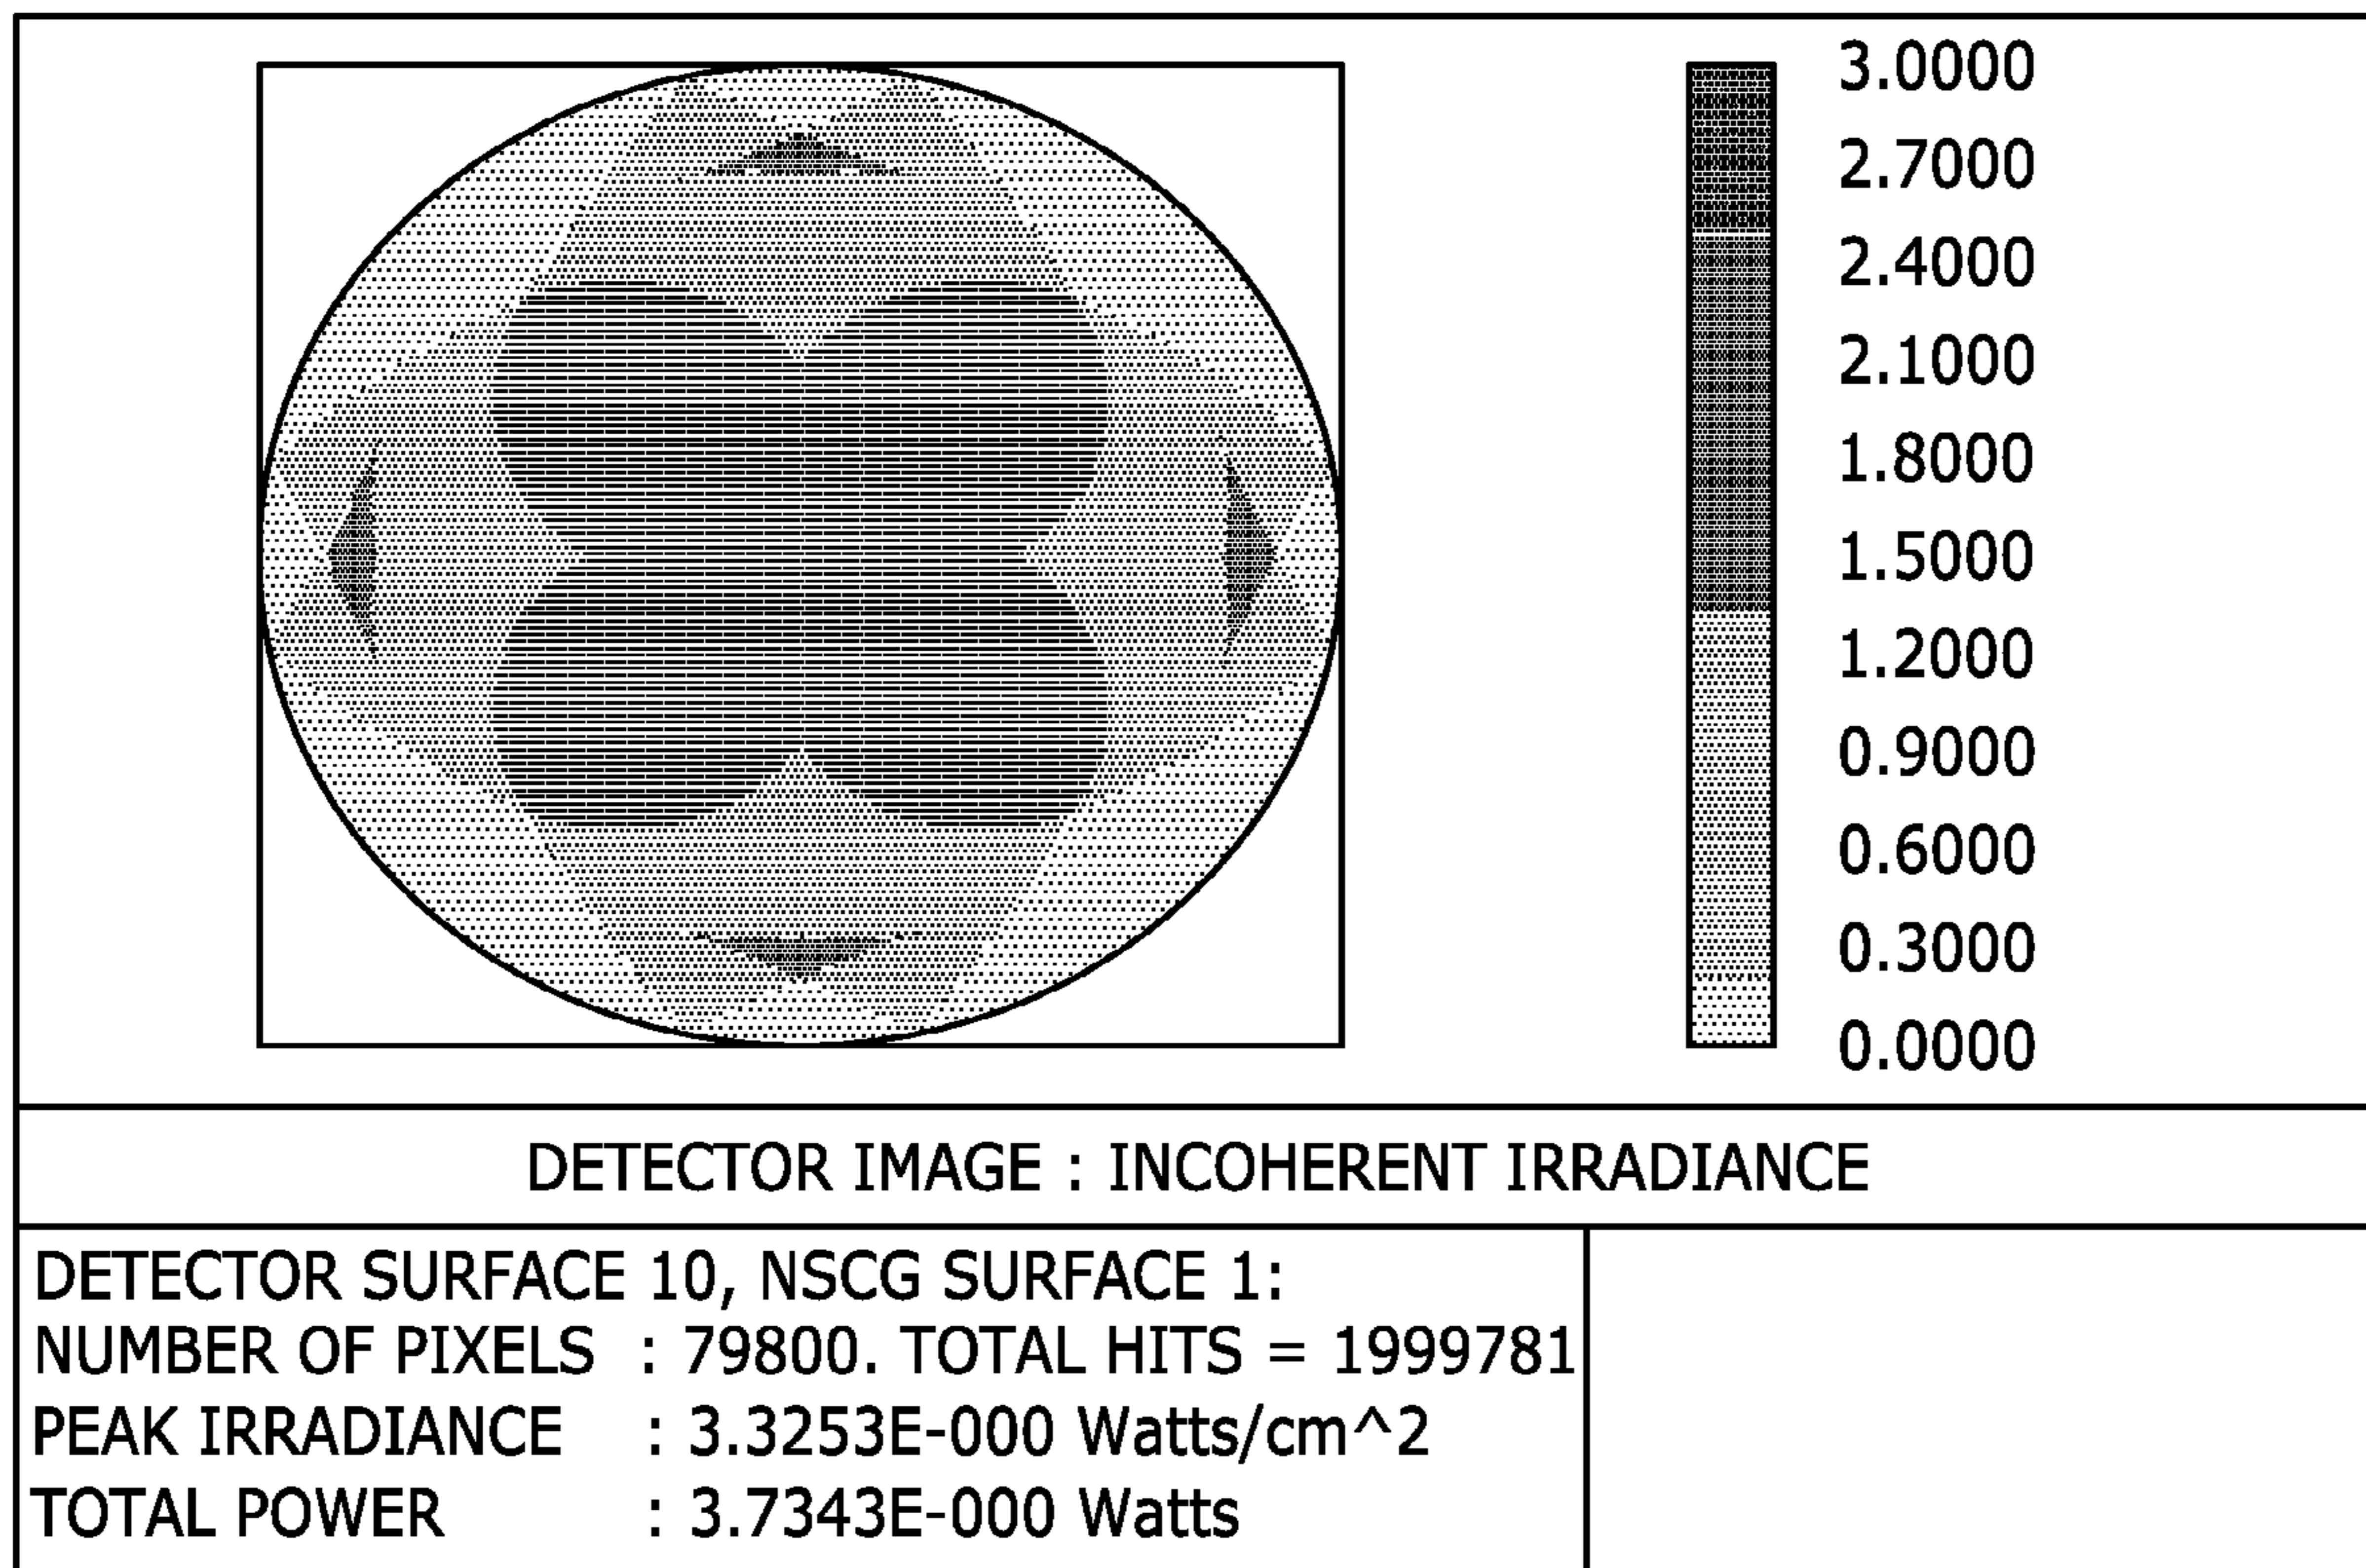 3.0000
2.7000
2.4000
2.1000
1.8000
1.5000
1.2000
0.9000
0.6000
0.3000
0.0000
DETECTOR IMAGE : INCOHERENT IRRADIANCE
DETECTOR SURFACE 10, NSCG SURFACE 1:
NUMBER OF PIXELS : 79800. TOTAL HITS = 1999781
PEAK IRRADIANCE : 3.3253E-000 Watts/cm^2
TOTAL POWER : 3.7343E-000 Watts